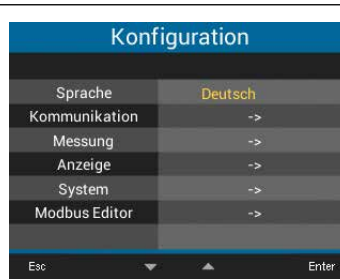 Konfiguration
Sprache Deutsch
Kommunikation ->
Messung ->
Anzeige ->
System ->
Modbus Editor ->
Esc Enter